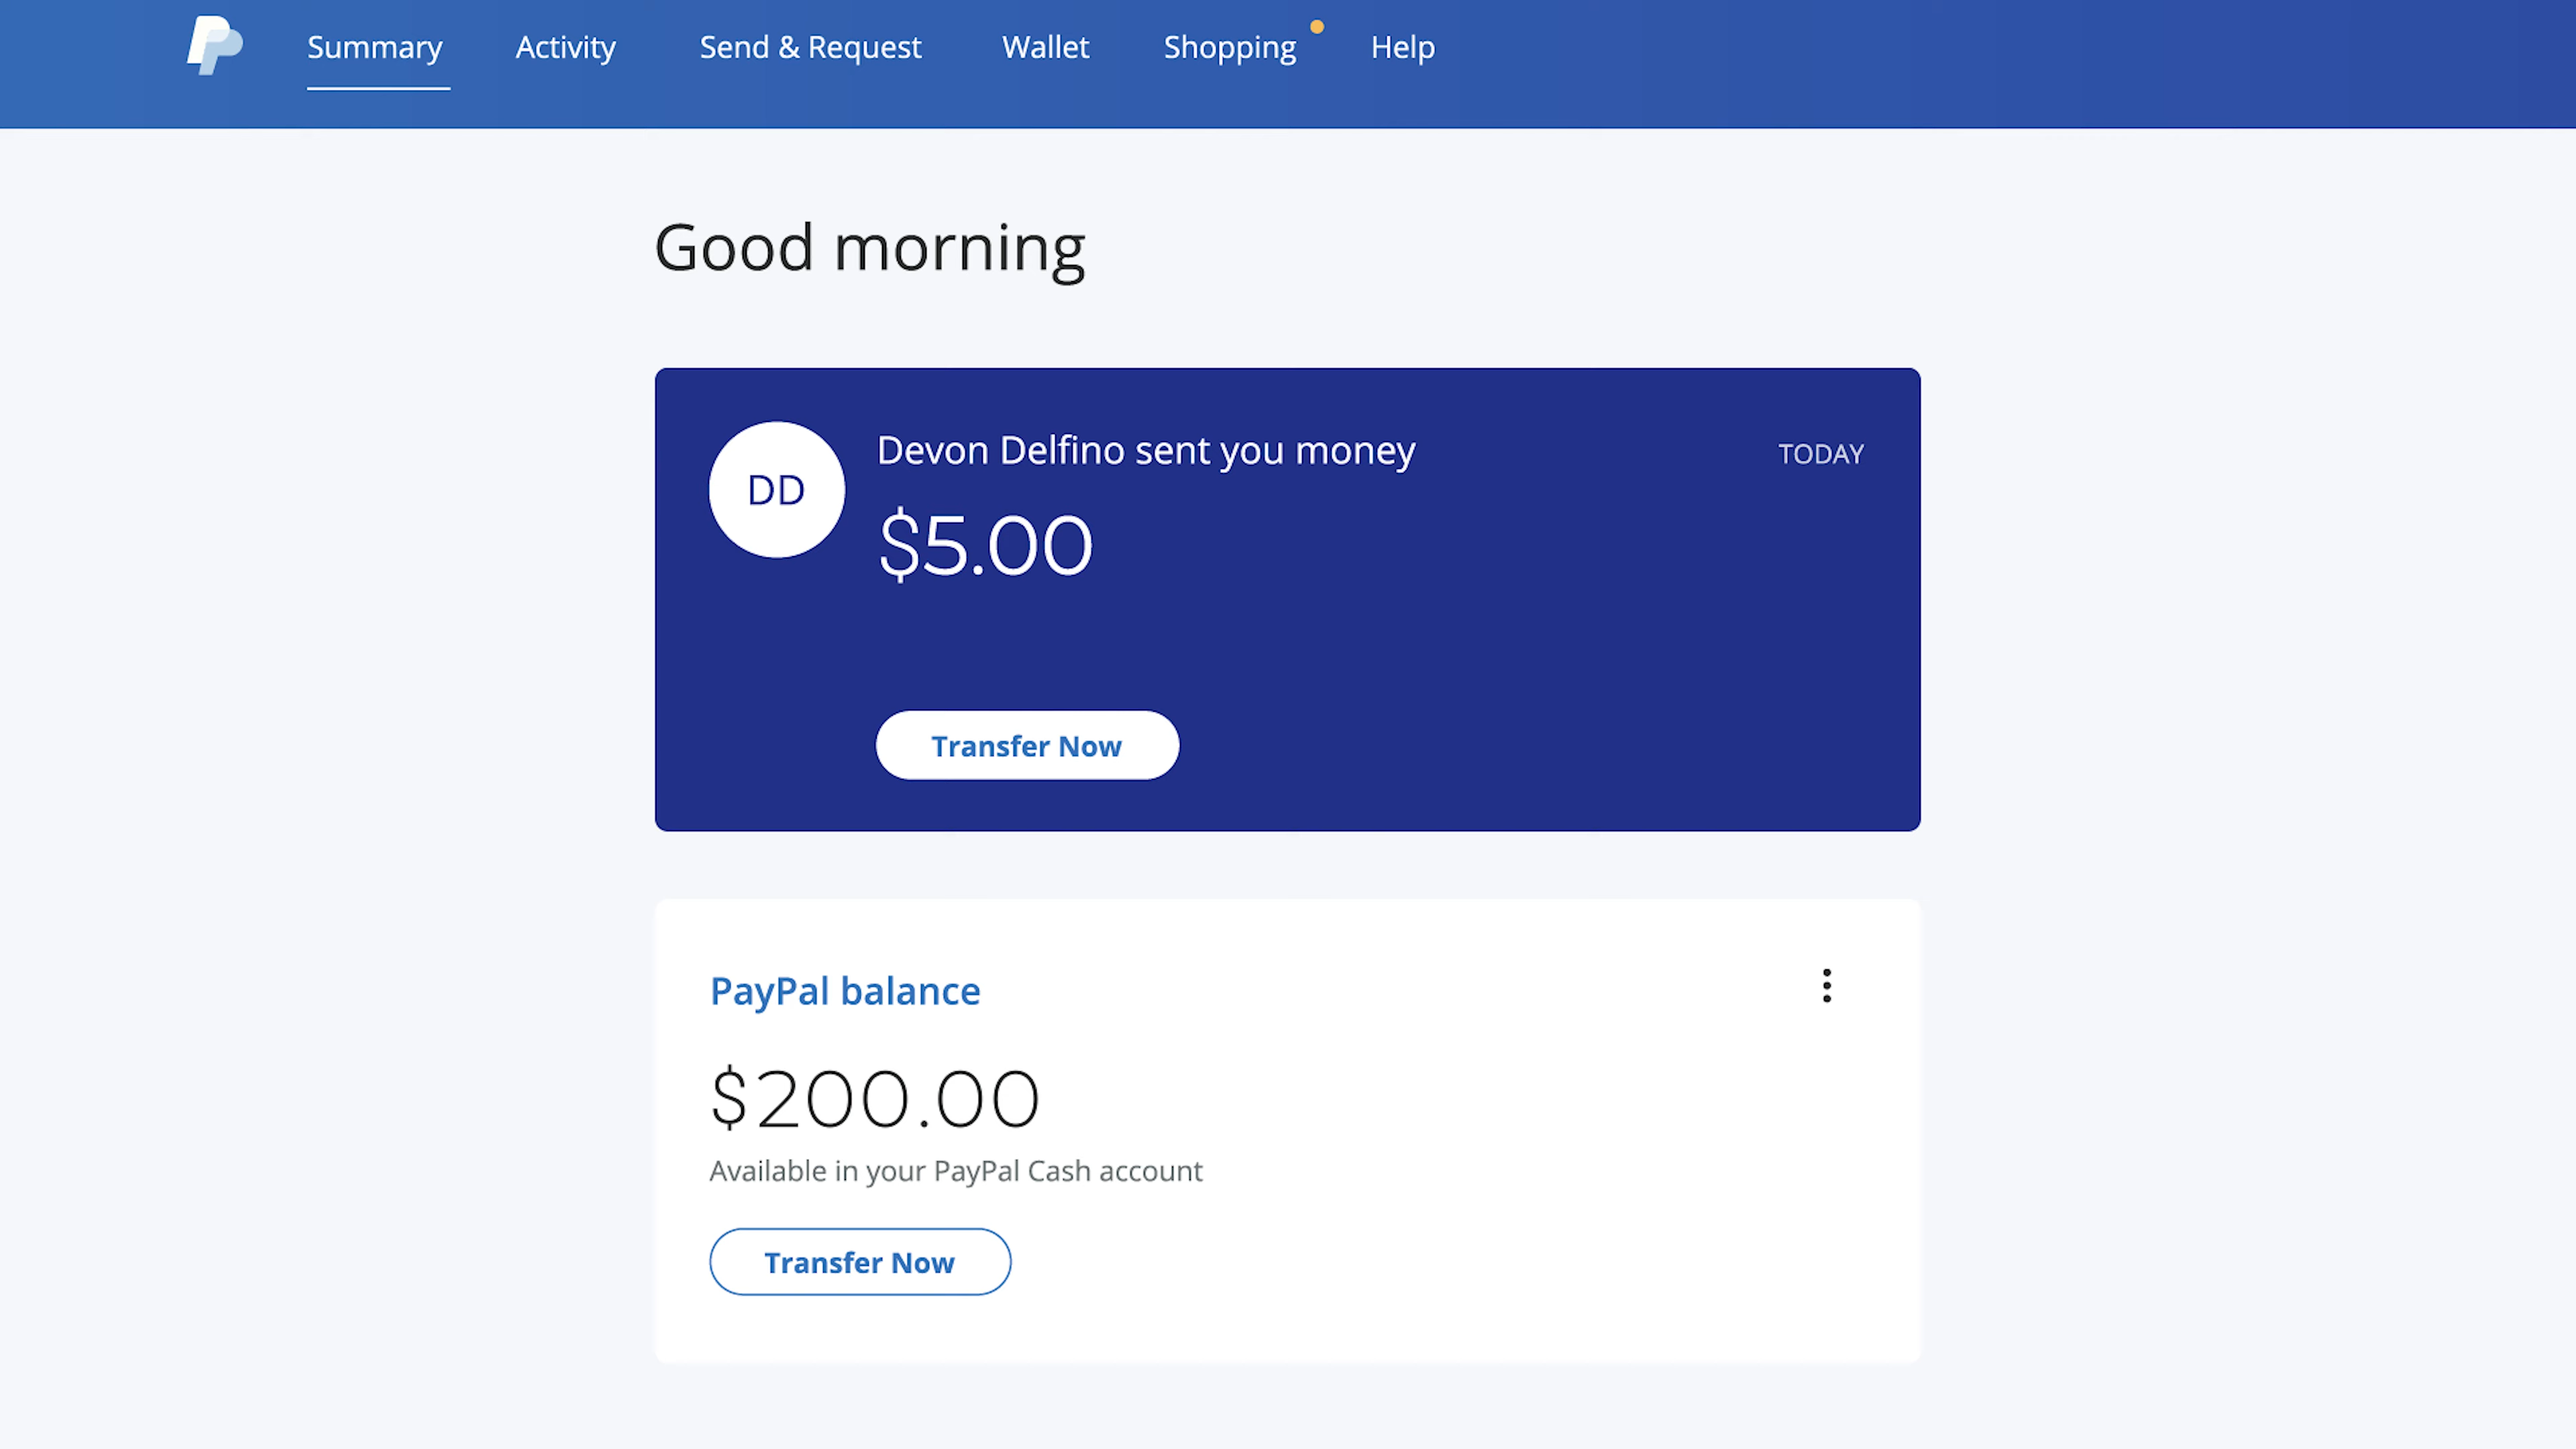 Summary Activity Send & Request Wallet Shopping Help
Good morning
DD
Devon Delfino sent you money
TODAY
$5.00
Transfer Now
PayPal balance
$200.00
Available in your PayPal Cash account
Transfer Now